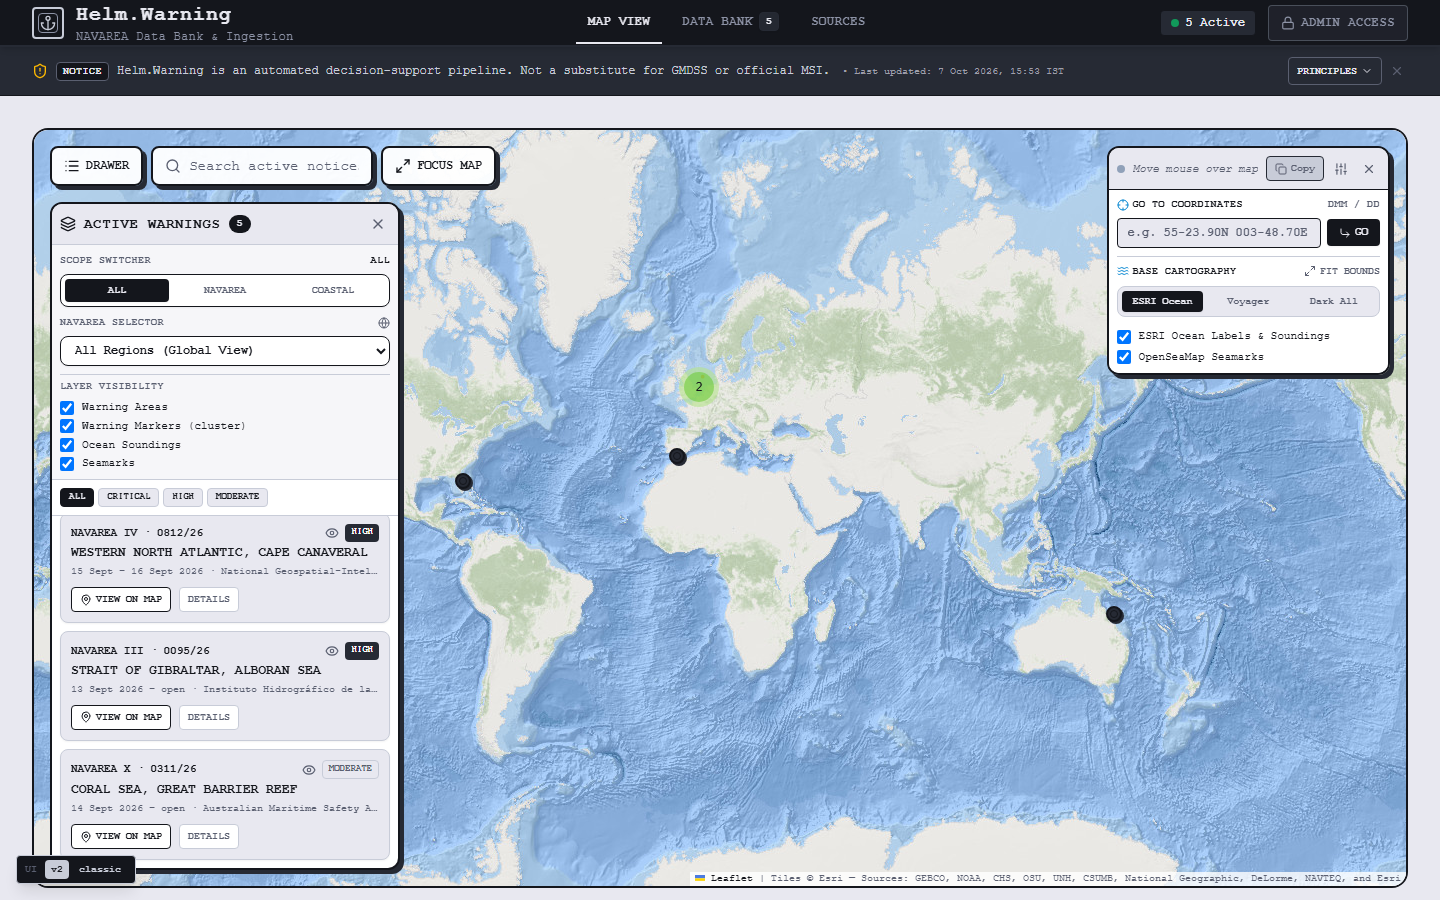 Helm.Warning
NAVAREA Data Bank & Ingestion
MAP VIEW
DATA BANK 5
SOURCES
5 Active
ADMIN ACCESS
NOTICE Helm.Warning is an automated decision-support pipeline. Not a substitute for GMDSS or official MSI. • Last updated: 7 Oct 2026, 15:53 IST
PRINCIPLES
DRAWER
Search active notice
FOCUS MAP
ACTIVE WARNINGS 5
SCOPE SWITCHER ALL
ALL NAVAREA COASTAL
NAVAREA SELECTOR
All Regions (Global View)
LAYER VISIBILITY
Warning Areas
Warning Markers (cluster)
Ocean Soundings
Seamarks
ALL CRITICAL HIGH MODERATE
NAVAREA IV · 0812/26 HIGH
WESTERN NORTH ATLANTIC, CAPE CANAVERAL
15 Sept – 16 Sept 2026 · National Geospatial-Intel…
VIEW ON MAP DETAILS
NAVAREA III · 0095/26 HIGH
STRAIT OF GIBRALTAR, ALBORAN SEA
13 Sept 2026 – open · Instituto Hidrográfico de la…
VIEW ON MAP DETAILS
NAVAREA X · 0311/26 MODERATE
CORAL SEA, GREAT BARRIER REEF
14 Sept 2026 – open · Australian Maritime Safety A…
VIEW ON MAP DETAILS
UI v2 classic
2
Move mouse over map Copy
GO TO COORDINATES DMM / DD
e.g. 55-23.90N 003-48.70E GO
BASE CARTOGRAPHY FIT BOUNDS
ESRI Ocean Voyager Dark All
ESRI Ocean Labels & Soundings
OpenSeaMap Seamarks
Leaflet | Tiles © Esri — Sources: GEBCO, NOAA, CHS, OSU, UNH, CSUMB, National Geographic, DeLorme, NAVTEQ, and Esri